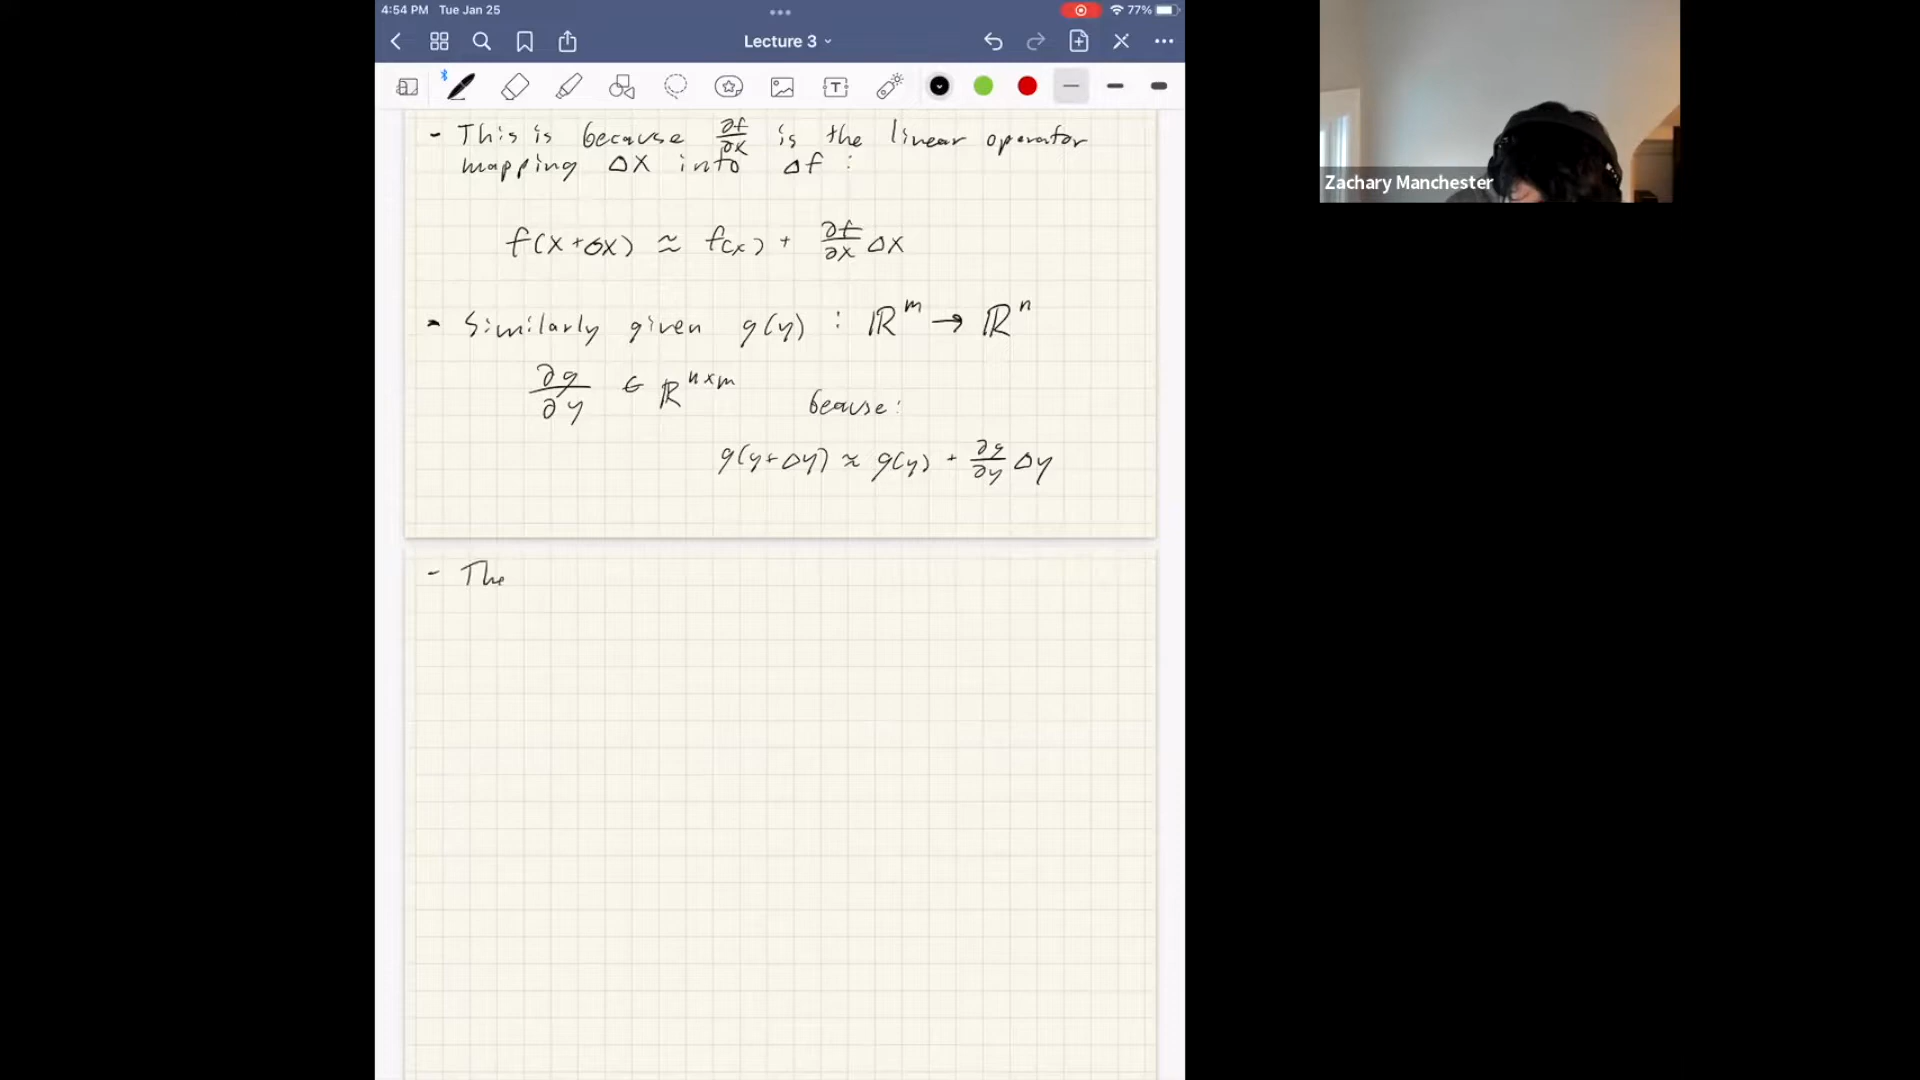 4:54 PM Tue Jan 25
77%
Lecture 3
T
Zachary Manchester
- This is because ∂f/∂x is the linear operator
mapping Δx into Δf :
f(x+Δx) ≈ f(x) + ∂f/∂x Δx
- Similarly given g(y) : ℝ^m → ℝ^n
∂g/∂y ∈ ℝ^{n×m} beause:
g(y+Δy) ≈ g(y) + ∂g/∂y Δy
- The